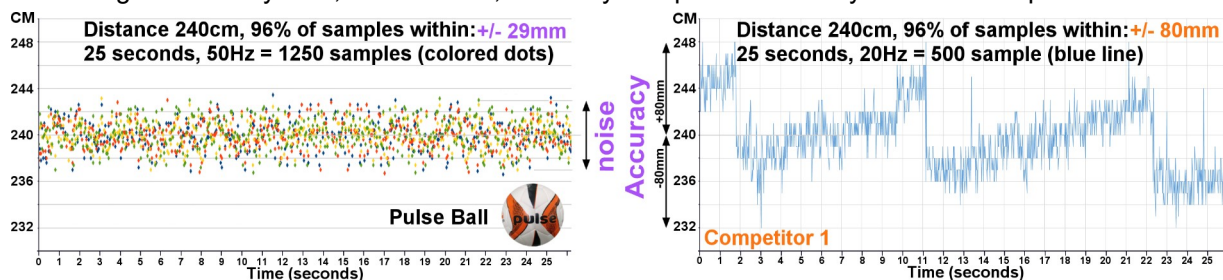 CM
Distance 240cm, 96% of samples within:+/- 29mm
25 seconds, 50Hz = 1250 samples (colored dots)
248
244
240
236
232
Pulse Ball
pulse
0 1 2 3 4 5 6 7 8 9 10 11 12 13 14 15 16 17 18 19 20 21 22 23 24 25
Time (seconds)
noise
Accuracy
CM
Distance 240cm, 96% of samples within:+/- 80mm
25 seconds, 20Hz = 500 sample (blue line)
248
244
240
236
232
+80mm
-80mm
Competitor 1
0 1 2 3 4 5 6 7 8 9 10 11 12 13 14 15 16 17 18 19 20 21 22 23 24 25
Time (seconds)